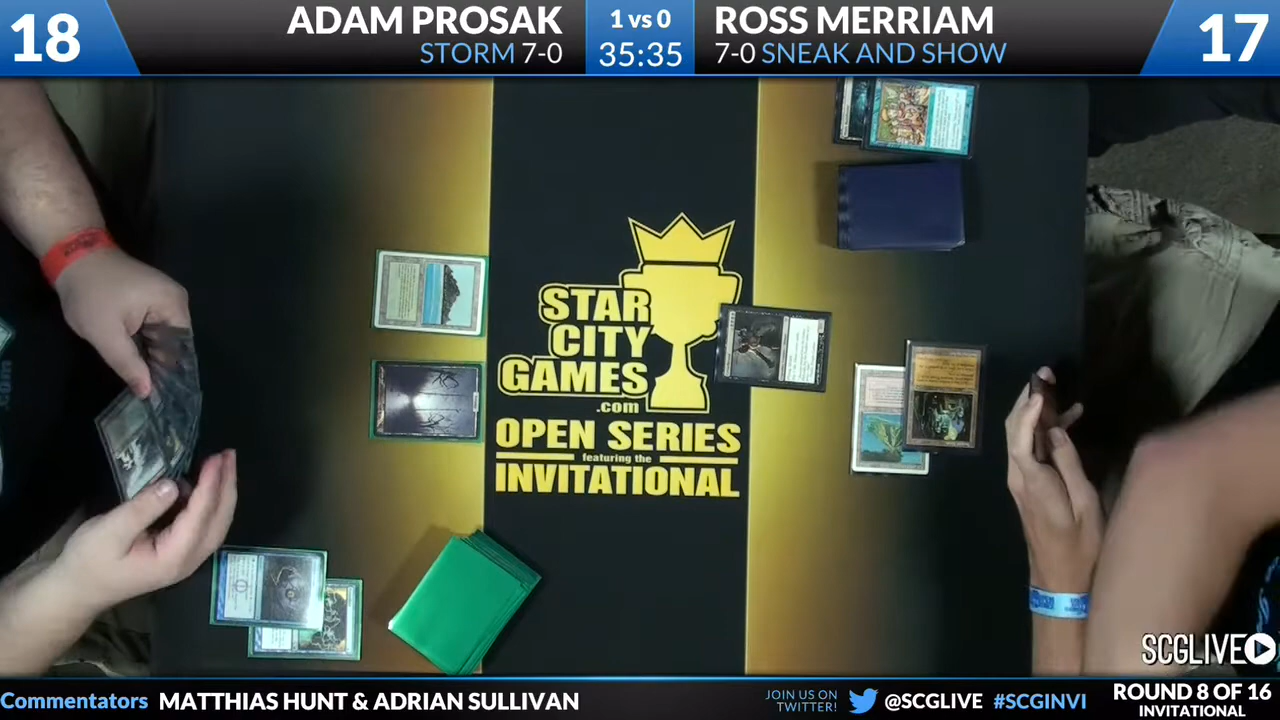 18
ADAM PROSAK
STORM 7-0
1 vs 0
35:35
ROSS MERRIAM
7-0 SNEAK AND SHOW
17
STAR
CITY
GAMES
.com
OPEN SERIES
featuring the
INVITATIONAL
SCGLIVE
Commentators MATTHIAS HUNT & ADRIAN SULLIVAN
JOIN US ON
TWITTER!
@SCGLIVE #SCGINVI
ROUND 8 OF 16
INVITATIONAL